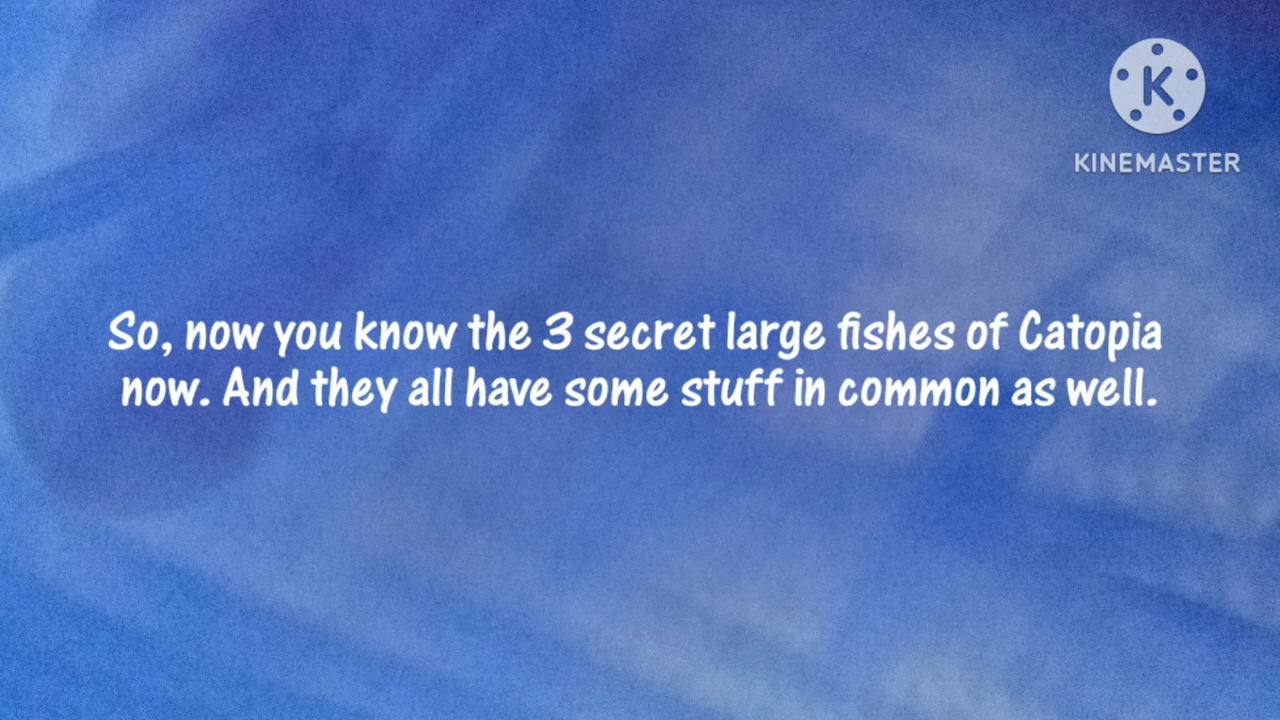 K
KINEMASTER
So, now you know the 3 secret large fishes of Catopia
now. And they all have some stuff in common as well.